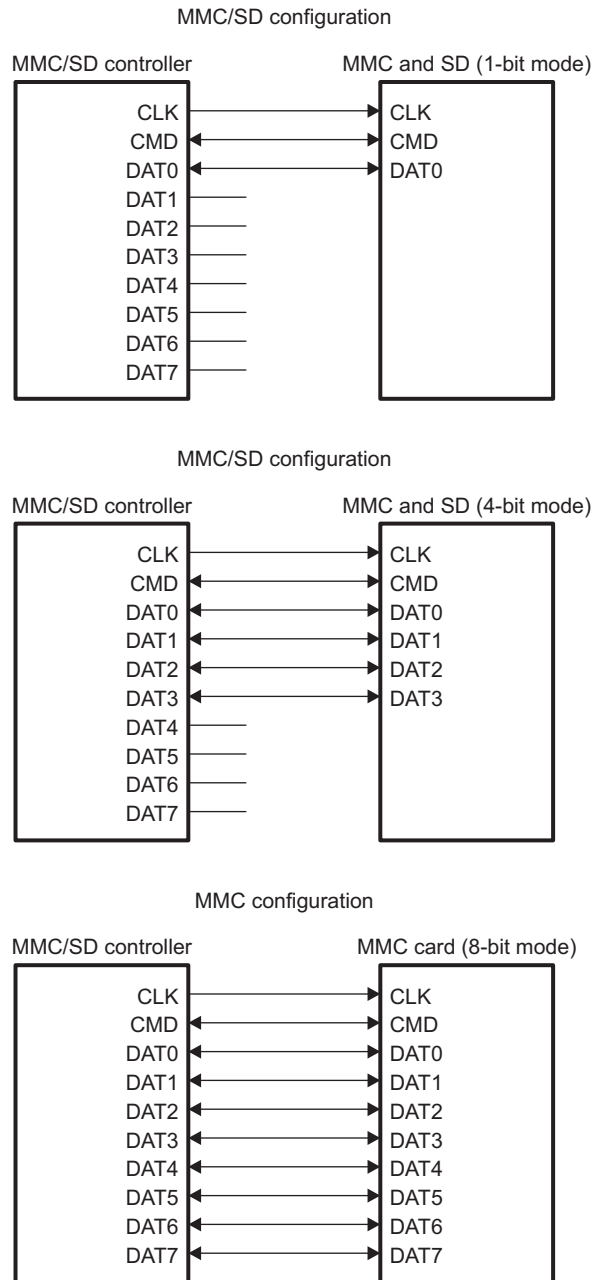 MMC/SD configuration
MMC/SD controller MMC and SD (1-bit mode)
CLK CLK
CMD CMD
DAT0 DAT0
DAT1
DAT2
DAT3
DAT4
DAT5
DAT6
DAT7
MMC/SD configuration
MMC/SD controller MMC and SD (4-bit mode)
CLK CLK
CMD CMD
DAT0 DAT0
DAT1 DAT1
DAT2 DAT2
DAT3 DAT3
DAT4
DAT5
DAT6
DAT7
MMC configuration
MMC/SD controller MMC card (8-bit mode)
CLK CLK
CMD CMD
DAT0 DAT0
DAT1 DAT1
DAT2 DAT2
DAT3 DAT3
DAT4 DAT4
DAT5 DAT5
DAT6 DAT6
DAT7 DAT7